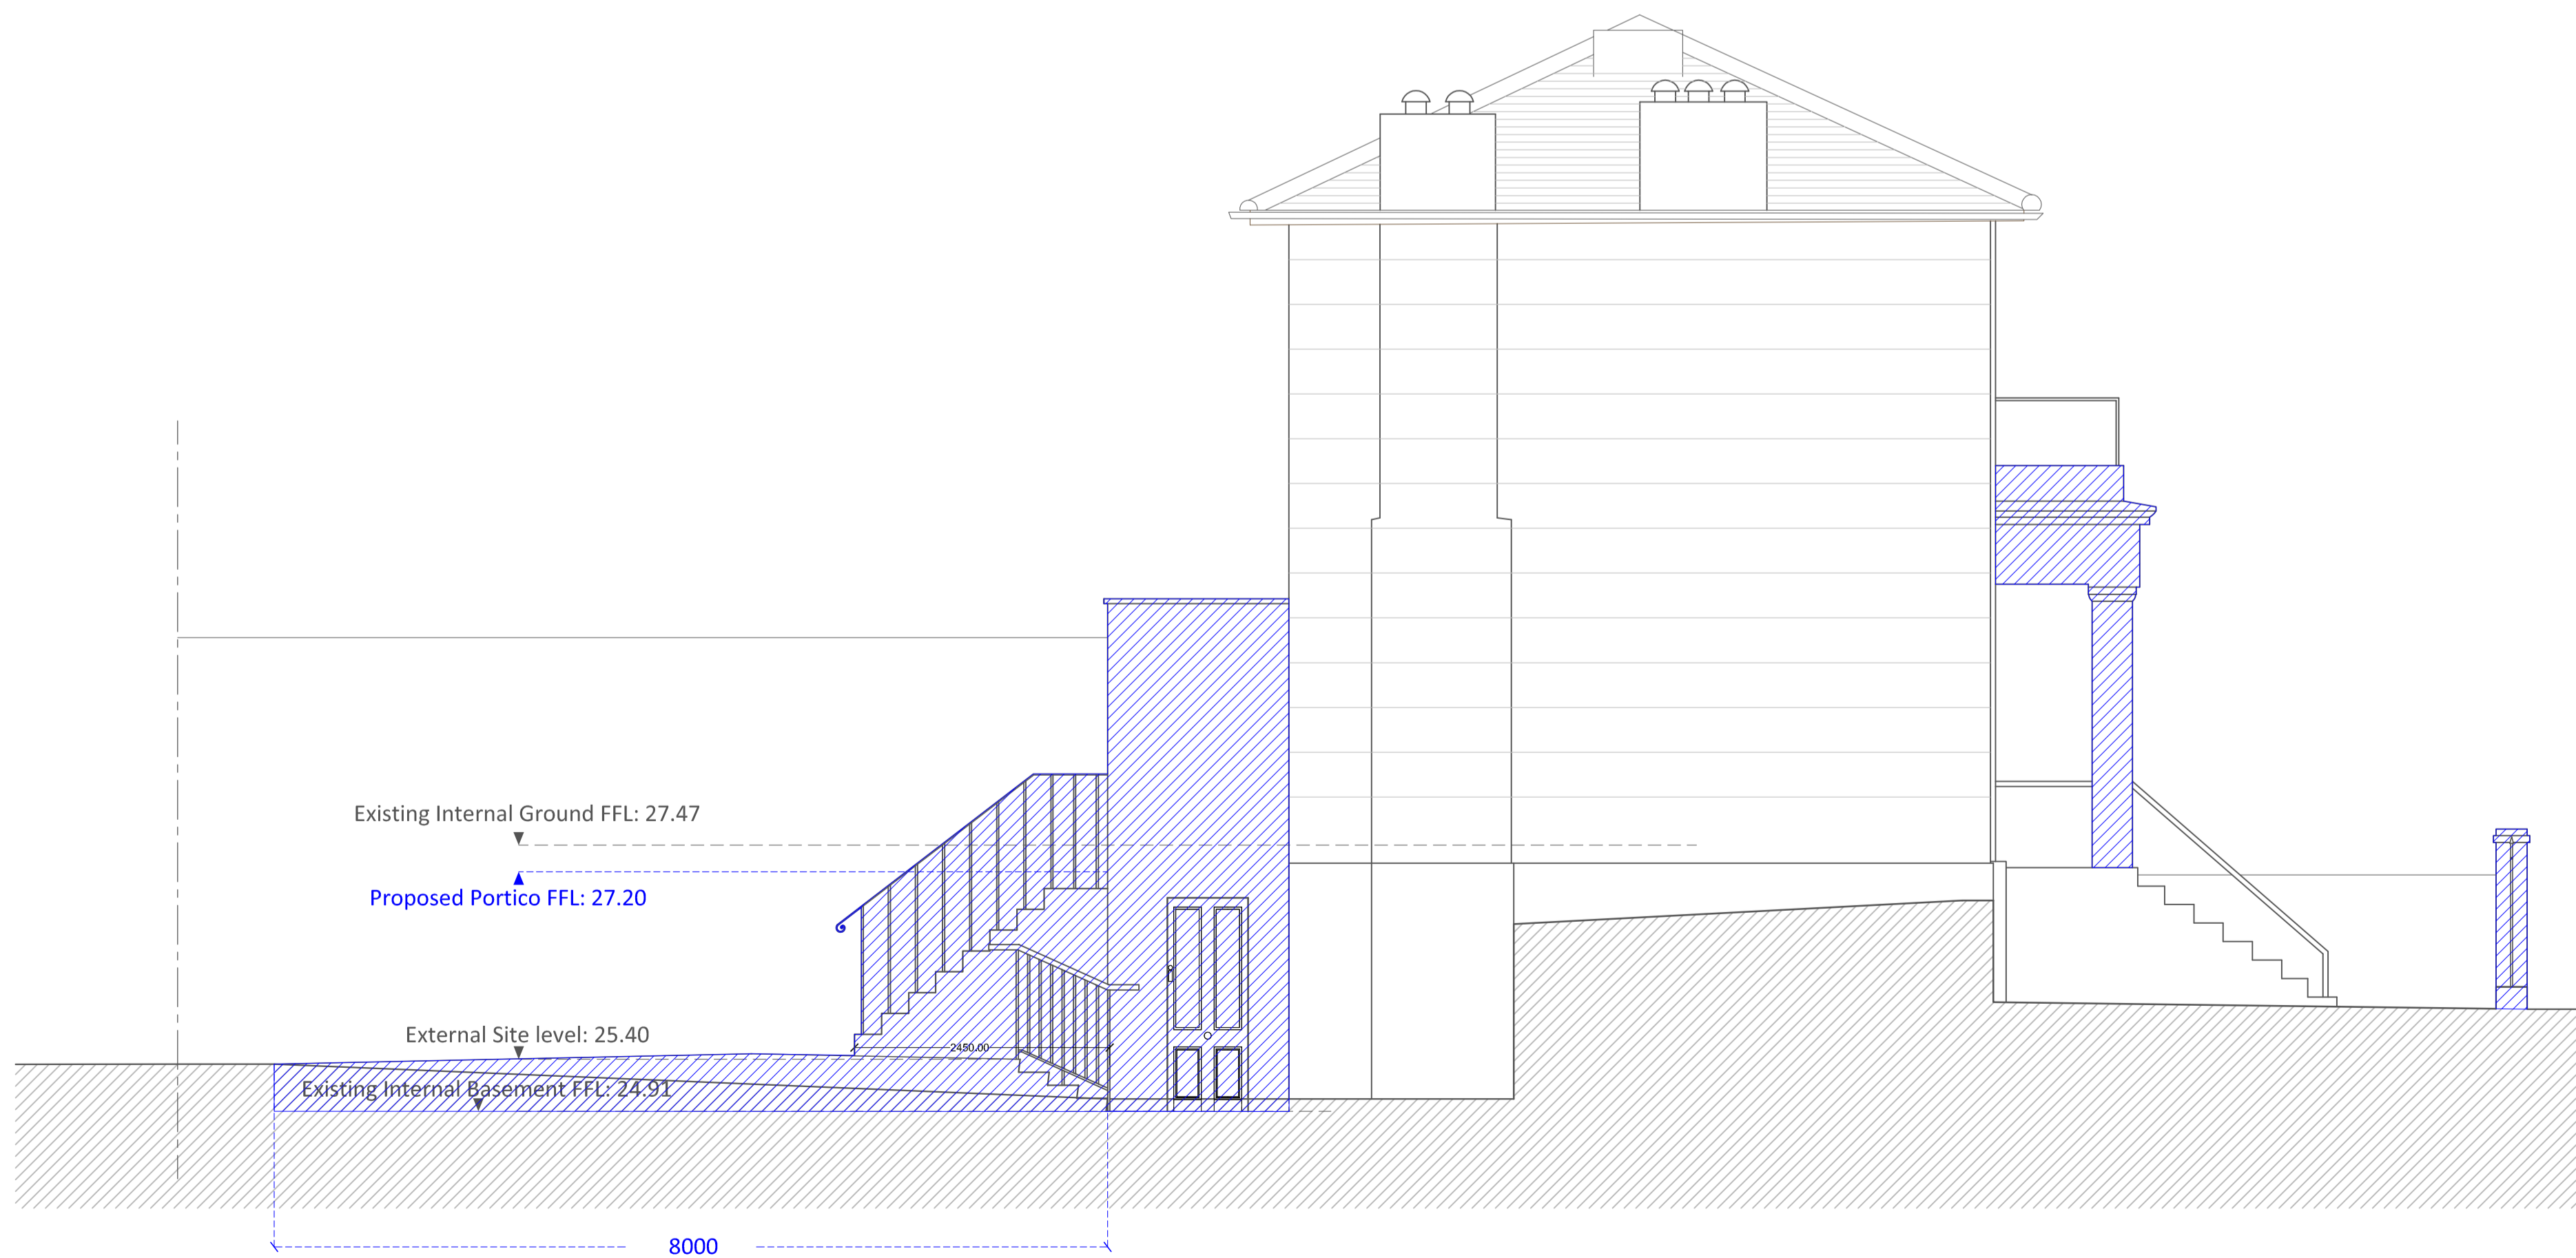 Existing Internal Ground FFL: 27.47
Proposed Portico FFL: 27.20
External Site level: 25.40
2450.00
Existing Internal Basement FFL: 24.91
8000